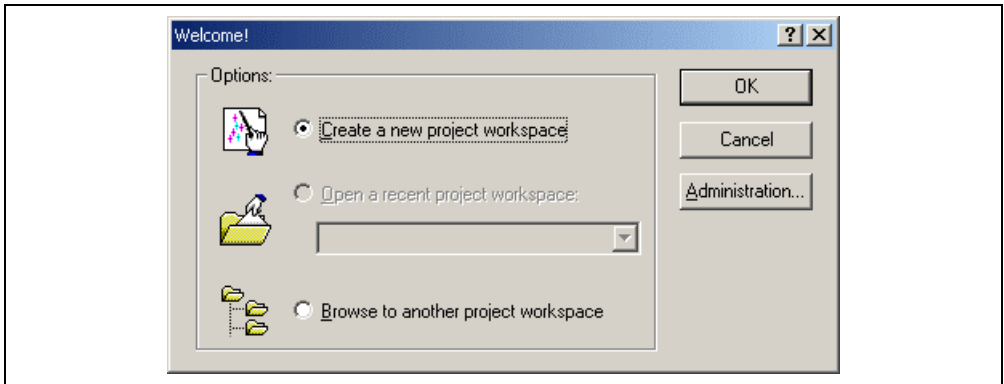 Welcome!
Options:
Create a new project workspace
Open a recent project workspace:
Browse to another project workspace
OK
Cancel
Administration...